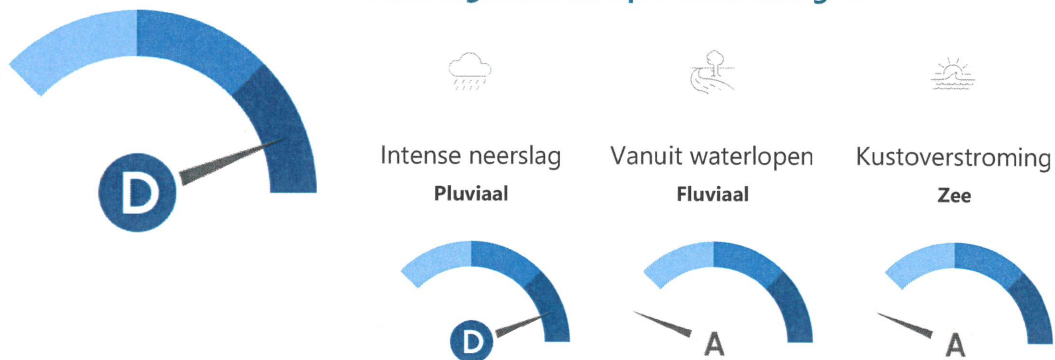 D
Intense neerslag
Pluviaal
D
Vanuit waterlopen
Fluviaal
A
Kustoverstroming
Zee
A